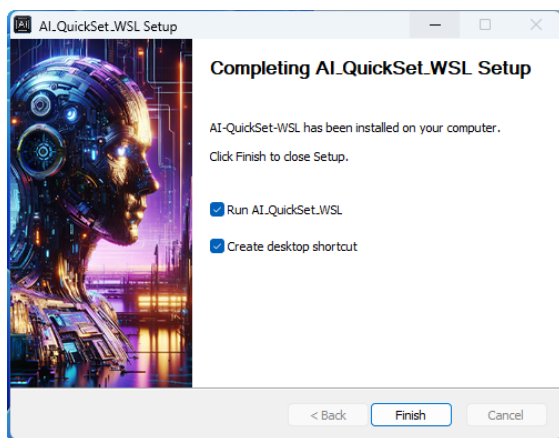 AI
AI_QuickSet_WSL Setup
Completing AI_QuickSet_WSL Setup
AI-QuickSet-WSL has been installed on your computer.
Click Finish to close Setup.
Run AI_QuickSet_WSL
Create desktop shortcut
< Back
Finish
Cancel